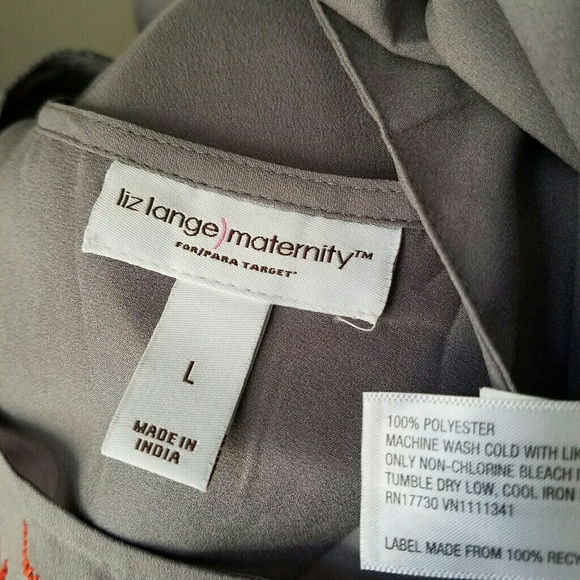 liz lange)maternity™
FOR/PARA TARGET
L
MADE IN
INDIA
100% POLYESTER
MACHINE WASH COLD WITH
ONLY NON-CHLORINE BLEACH
TUMBLE DRY LOW, COOL IRON
RN17730 VN1111341
LABEL MADE FROM 100%